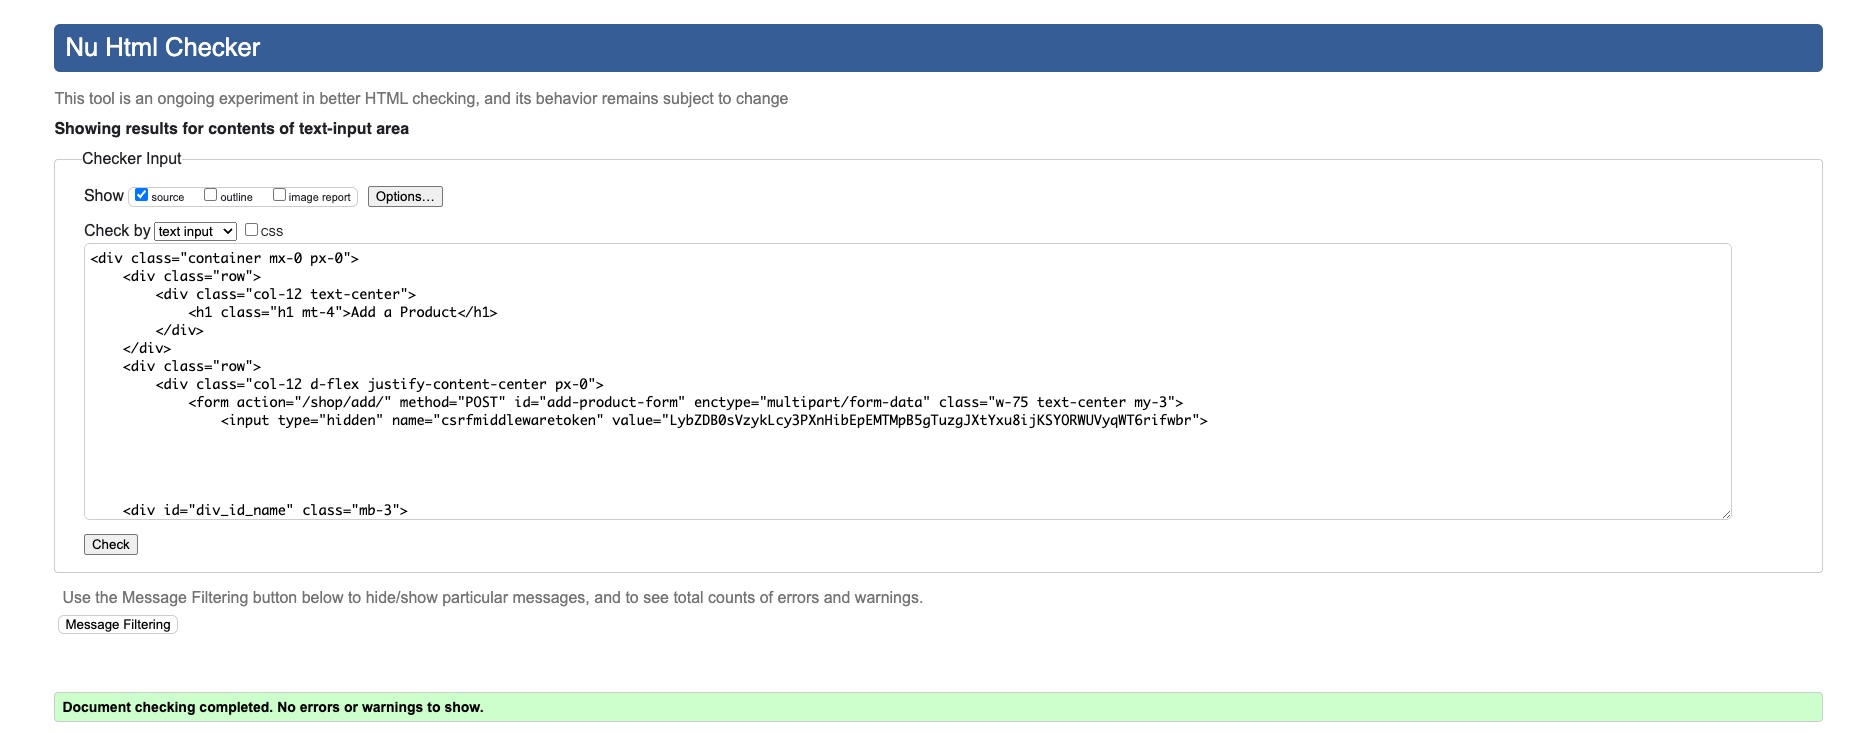 Nu Html Checker
This tool is an ongoing experiment in better HTML checking, and its behavior remains subject to change
Showing results for contents of text-input area
Checker Input
Show source outline image report Options...
Check by text input css
<div class="container mx-0 px-0">
    <div class="row">
        <div class="col-12 text-center">
            <h1 class="h1 mt-4">Add a Product</h1>
        </div>
    </div>
    <div class="row">
        <div class="col-12 d-flex justify-content-center px-0">
            <form action="/shop/add/" method="POST" id="add-product-form" enctype="multipart/form-data" class="w-75 text-center my-3">
                <input type="hidden" name="csrfmiddlewaretoken" value="LybZDB0sVzykLcy3PXnHibEpEMTMpB5gTuzgJXtYxu8ijKSYORWUVyqWT6rifwbr">
    <div id="div_id_name" class="mb-3">
Check
Use the Message Filtering button below to hide/show particular messages, and to see total counts of errors and warnings.
Message Filtering
Document checking completed. No errors or warnings to show.